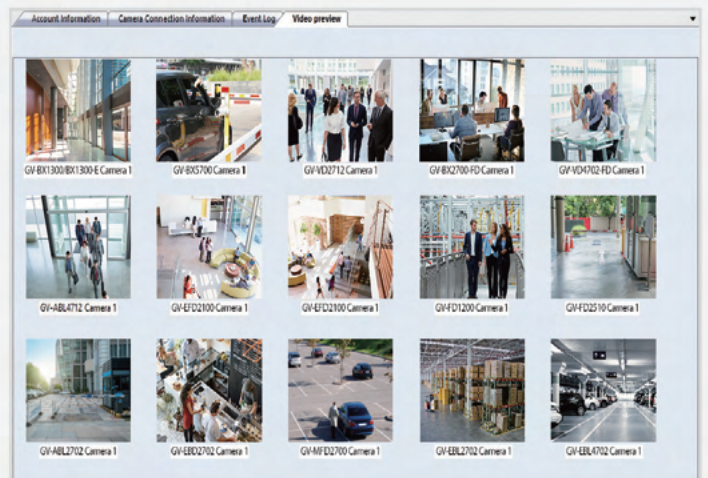 Account Information Camera Connection Information Event Log Video preview
GV-BX1300/BX1300-E Camera 1 GV-BX5700 Camera 1 GV-VD2712 Camera 1 GV-BX2700-FD Camera 1 GV-VD4702-FD Camera 1
GV-ABL4712 Camera 1 GV-EFD2100 Camera 1 GV-EFD2100 Camera 1 GV-FD1200 Camera 1 GV-FD2510 Camera 1
GV-ABL2702 Camera 1 GV-EBD2702 Camera 1 GV-MFD2700 Camera 1 GV-EBL2702 Camera 1 GV-EBL4702 Camera 1